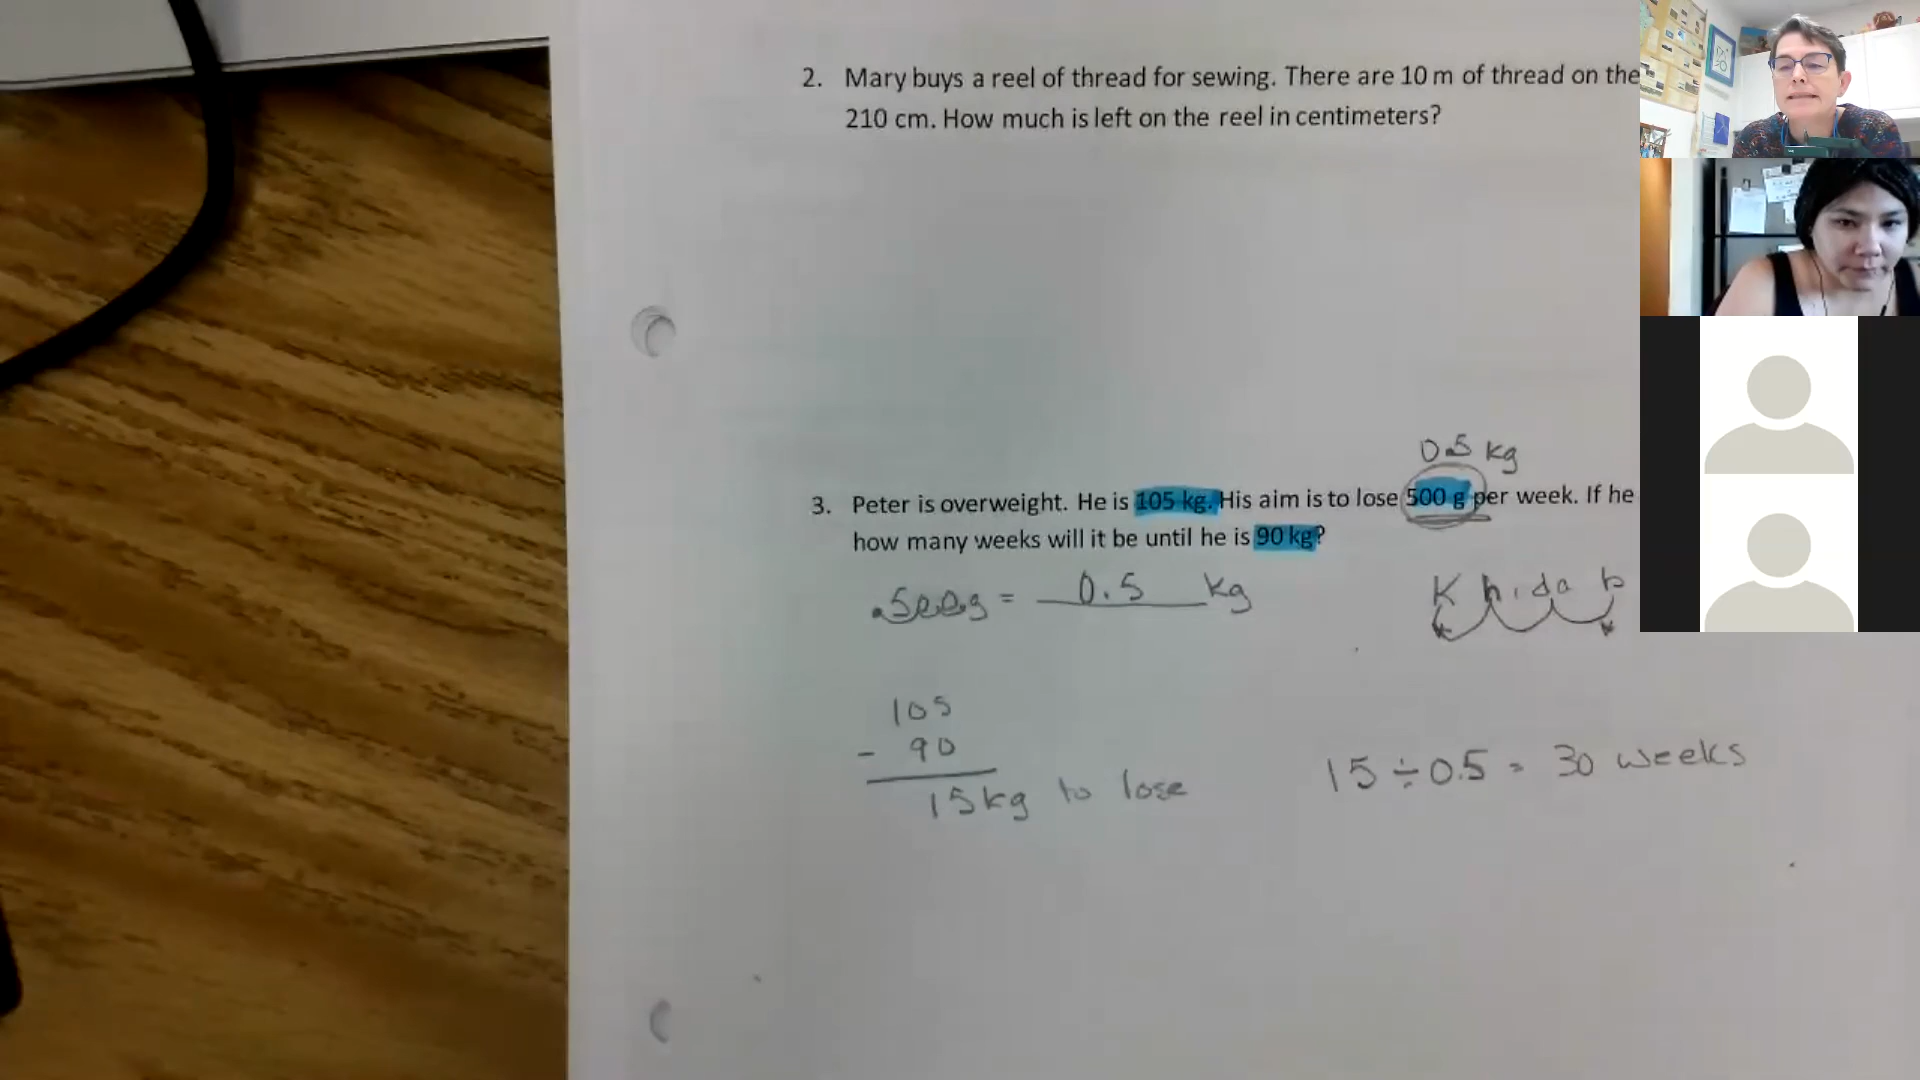 2. Mary buys a reel of thread for sewing. There are 10 m of thread on the
210 cm. How much is left on the reel in centimeters?
0.5 kg
3. Peter is overweight. He is 105 kg. His aim is to lose 500 g per week. If he
how many weeks will it be until he is 90 kg?
.500g = 0.5 kg
K h da b
105
- 90
15kg to lose
15 ÷ 0.5 = 30 weeks